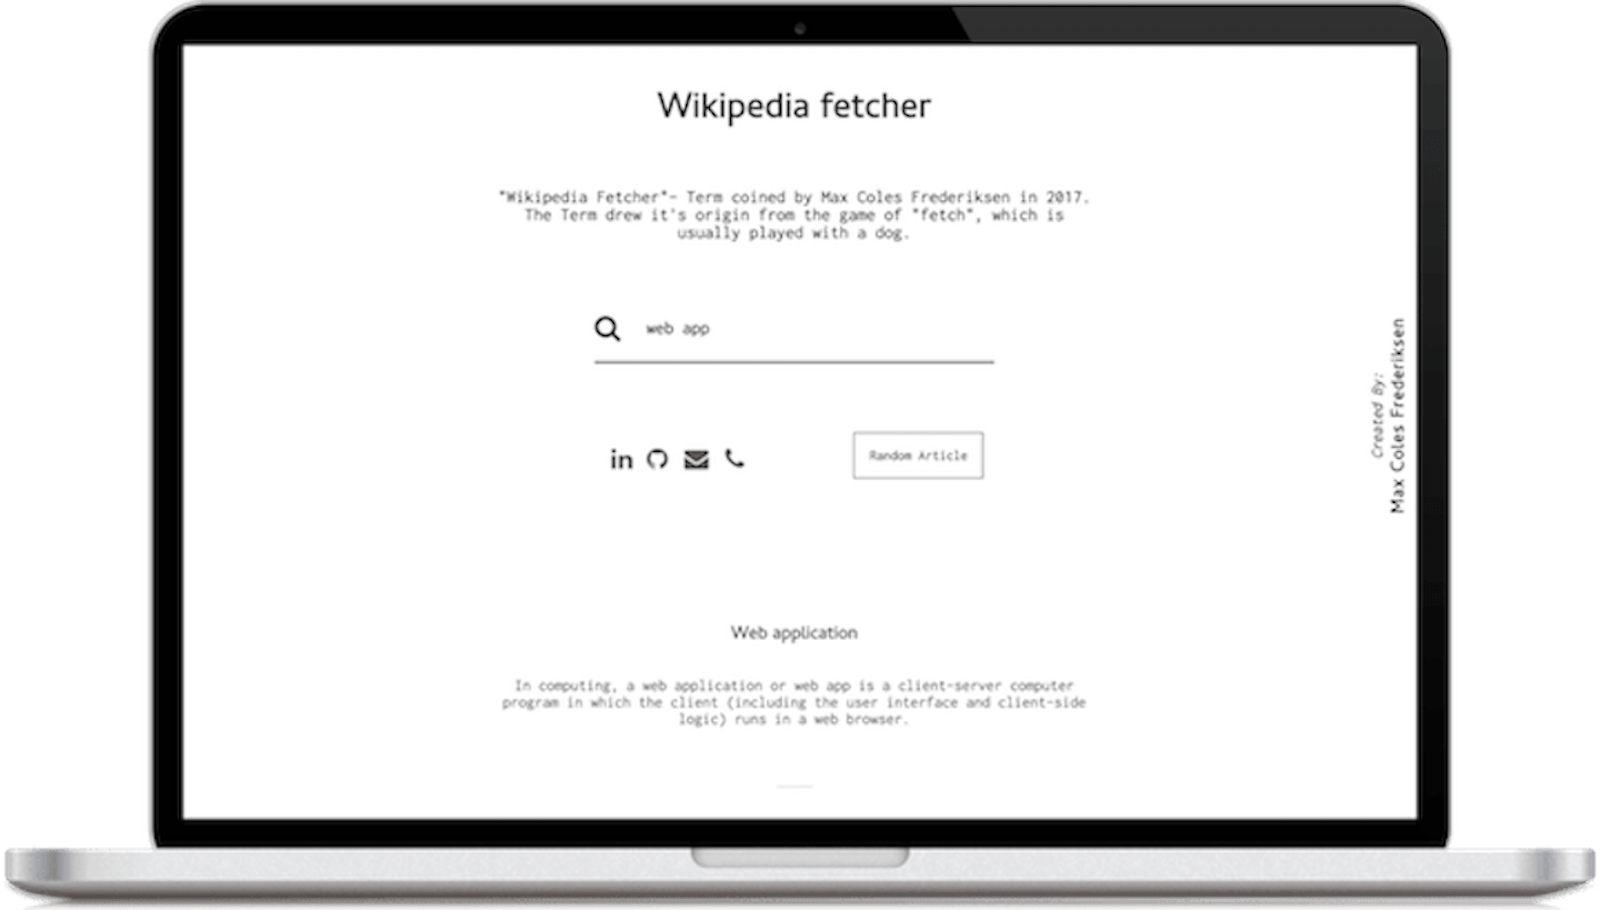 Wikipedia fetcher
"Wikipedia Fetcher"- Term coined by Max Coles Frederiksen in 2017.
The Term drew it's origin from the game of "fetch", which is
usually played with a dog.
web app
in
Random Article
Created By:
Max Coles Frederiksen
Web application
In computing, a web application or web app is a client-server computer
program in which the client (including the user interface and client-side
logic) runs in a web browser.